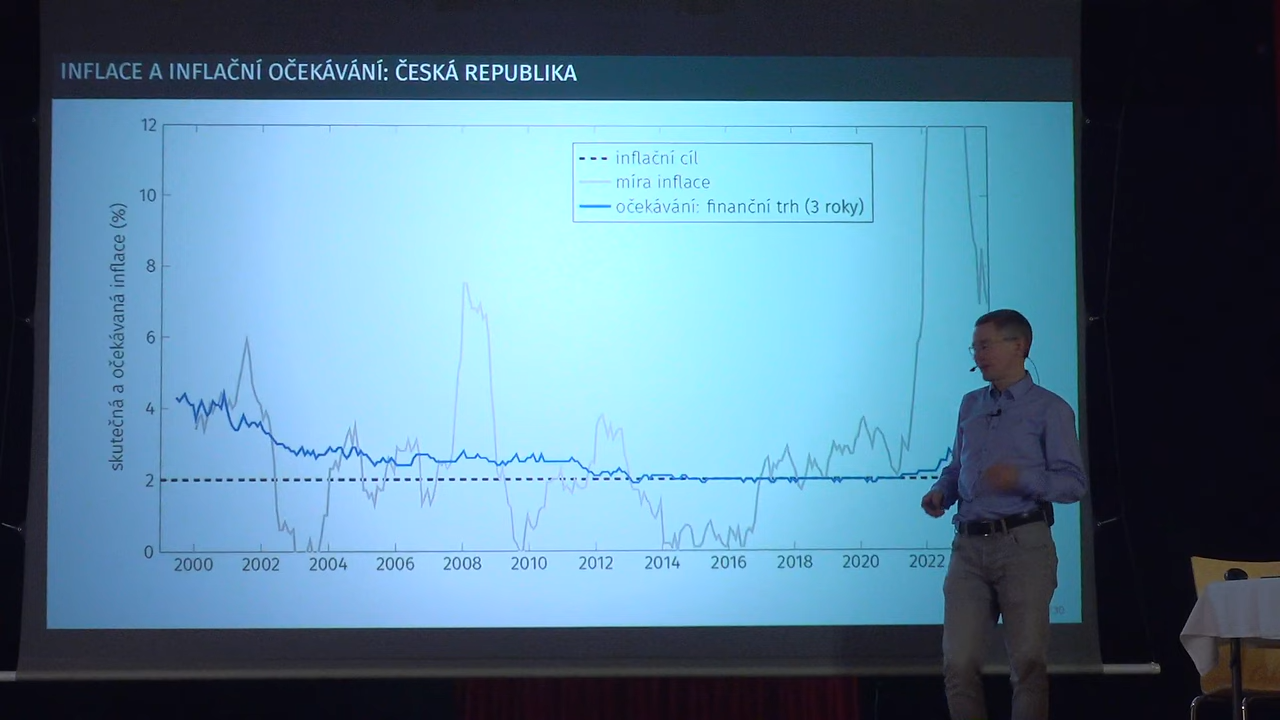 INFLACE A INFLAČNÍ OČEKÁVÁNÍ: ČESKÁ REPUBLIKA
skutečná a očekávaná inflace (%)
12
10
8
6
4
2
0
inflační cíl
míra inflace
očekávání: finanční trh (3 roky)
2000 2002 2004 2006 2008 2010 2012 2014 2016 2018 2020 2022